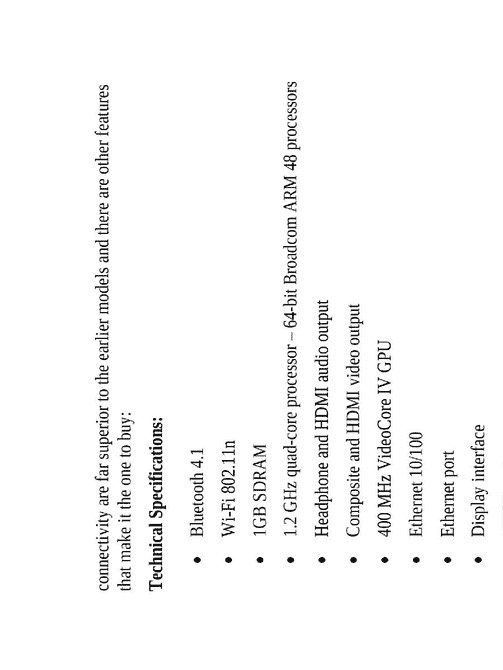 connectivity are far superior to the earlier models and there are other features
that make it the one to buy:
Technical Specifications:
• Bluetooth 4.1
• Wi-Fi 802.11n
• 1GB SDRAM
• 1.2 GHz quad-core processor – 64-bit Broadcom ARM 48 processors
• Headphone and HDMI audio output
• Composite and HDMI video output
• 400 MHz VideoCore IV GPU
• Ethernet 10/100
• Ethernet port
• Display interface